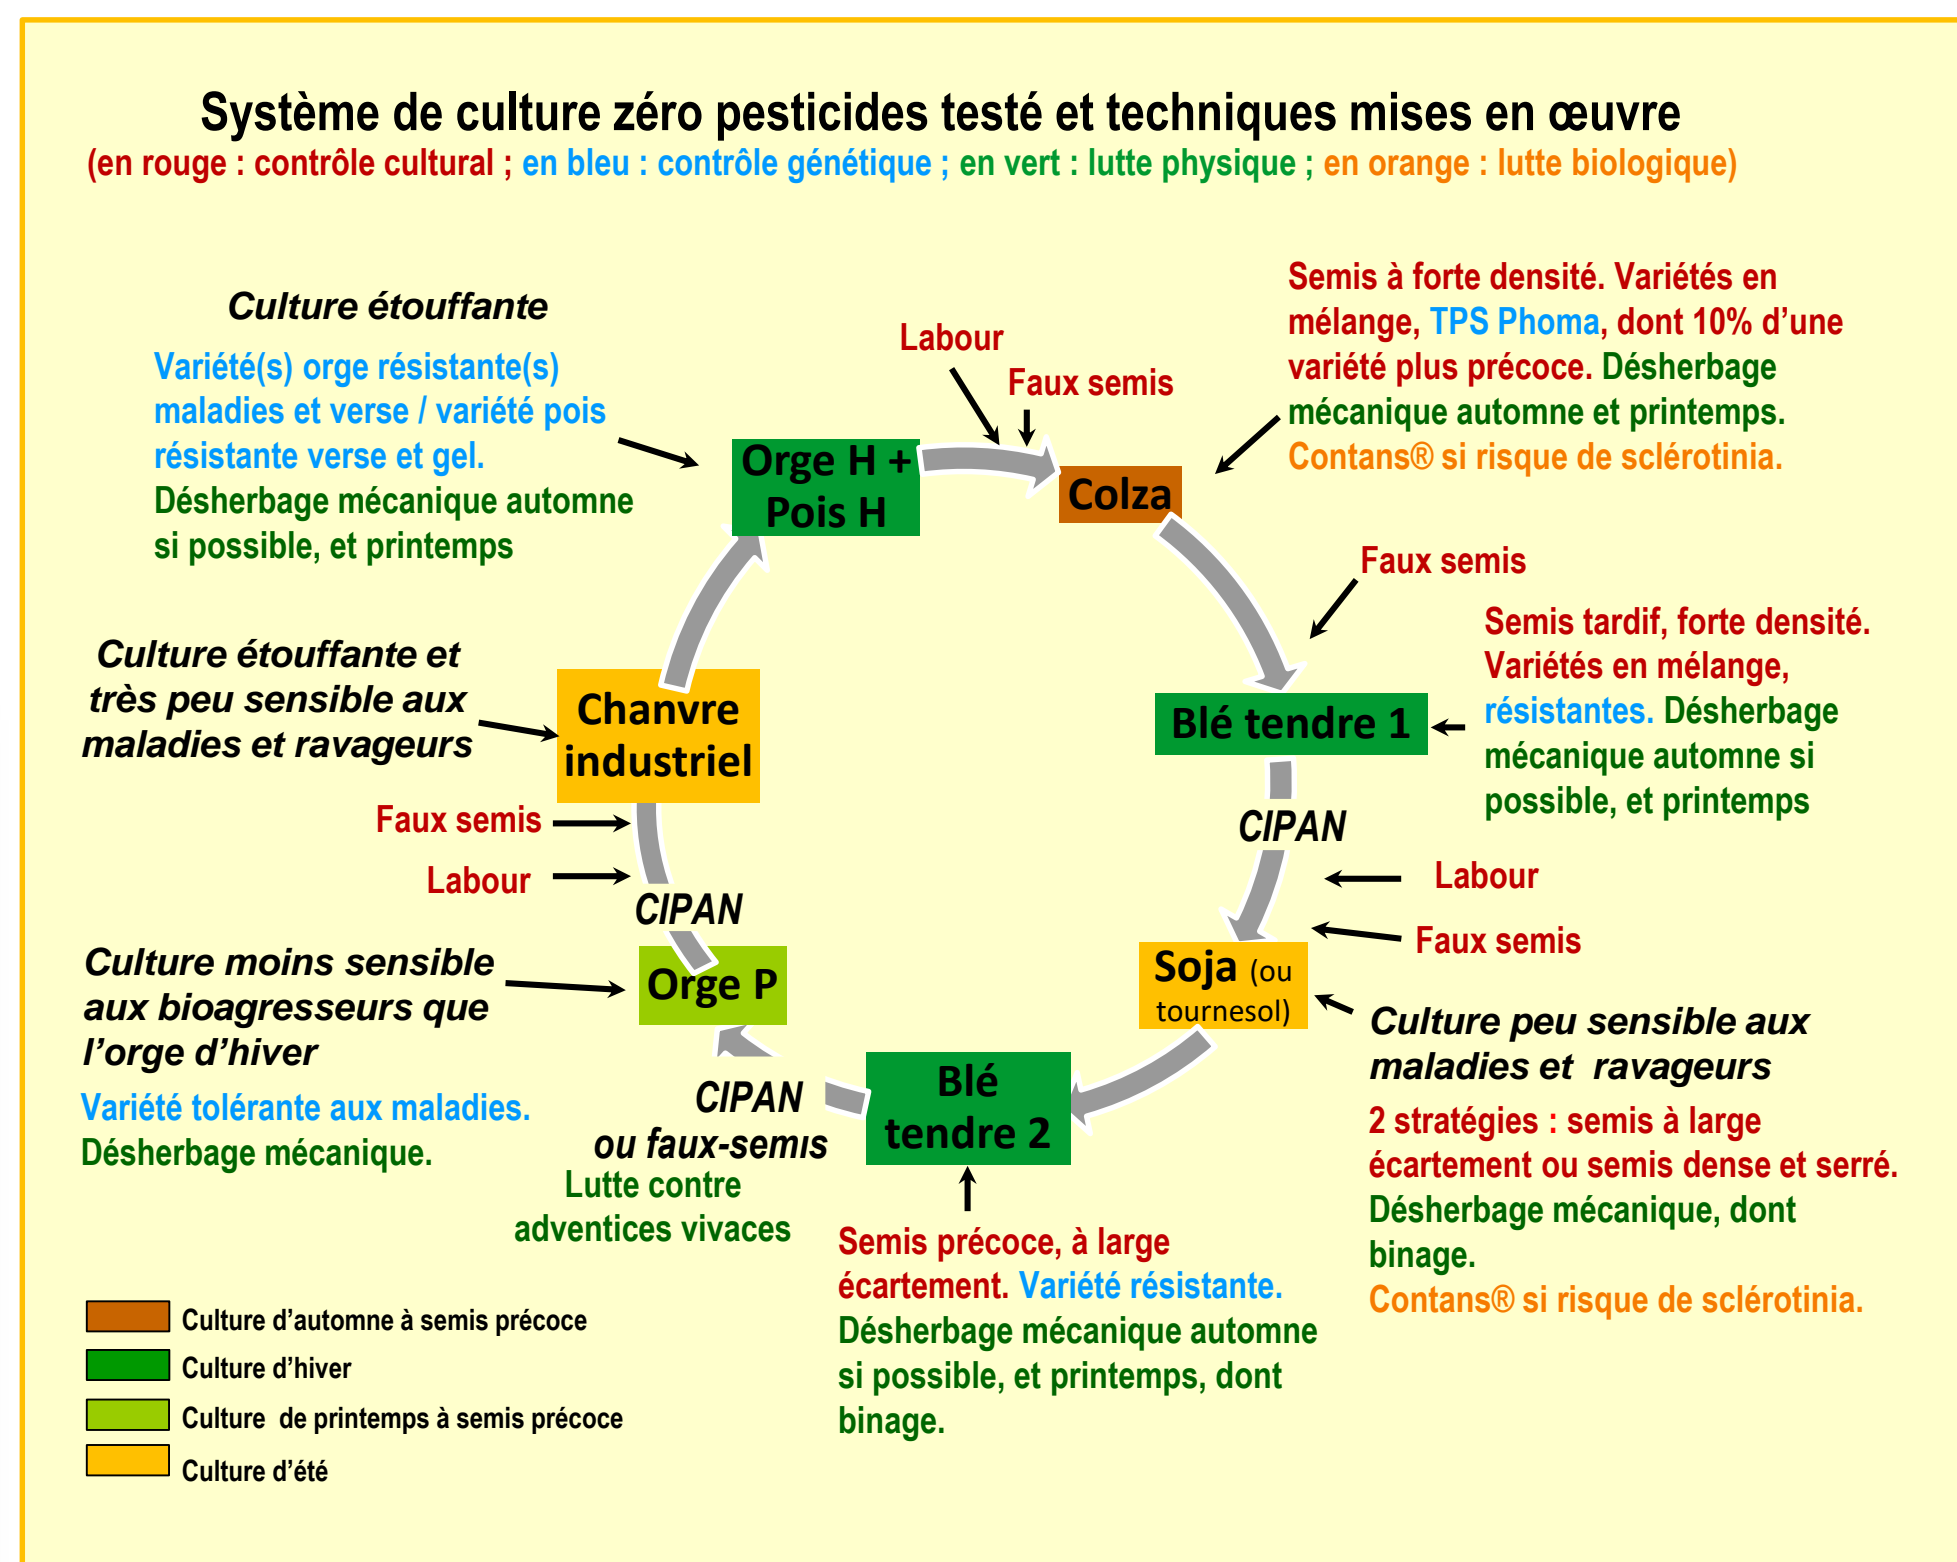 Système de culture zéro pesticides testé et techniques mises en œuvre
(en rouge : contrôle cultural ; en bleu : contrôle génétique ; en vert : lutte physique ; en orange : lutte biologique)
Culture étouffante
Variété(s) orge résistante(s)
maladies et verse / variété pois
résistante verse et gel.
Désherbage mécanique automne
si possible, et printemps
Orge H +
Pois H
Labour
Faux semis
Colza
Semis à forte densité. Variétés en
mélange, TPS Phoma, dont 10% d’une
variété plus précoce. Désherbage
mécanique automne et printemps.
Contans® si risque de sclérotinia.
Faux semis
Blé tendre 1
Semis tardif, forte densité.
Variétés en mélange,
résistantes. Désherbage
mécanique automne si
possible, et printemps
CIPAN
Labour
Faux semis
Soja (ou
tournesol)
Culture peu sensible aux
maladies et ravageurs
2 stratégies : semis à large
écartement ou semis dense et serré.
Désherbage mécanique, dont
binage.
Contans® si risque de sclérotinia.
Blé
tendre 2
Semis précoce, à large
écartement. Variété résistante.
Désherbage mécanique automne
si possible, et printemps, dont
binage.
CIPAN
ou faux-semis
Lutte contre
adventices vivaces
Orge P
Culture moins sensible
aux bioagresseurs que
l’orge d’hiver
Variété tolérante aux maladies.
Désherbage mécanique.
CIPAN
Labour
Faux semis
Chanvre
industriel
Culture étouffante et
très peu sensible aux
maladies et ravageurs
Culture d’automne à semis précoce
Culture d’hiver
Culture de printemps à semis précoce
Culture d’été